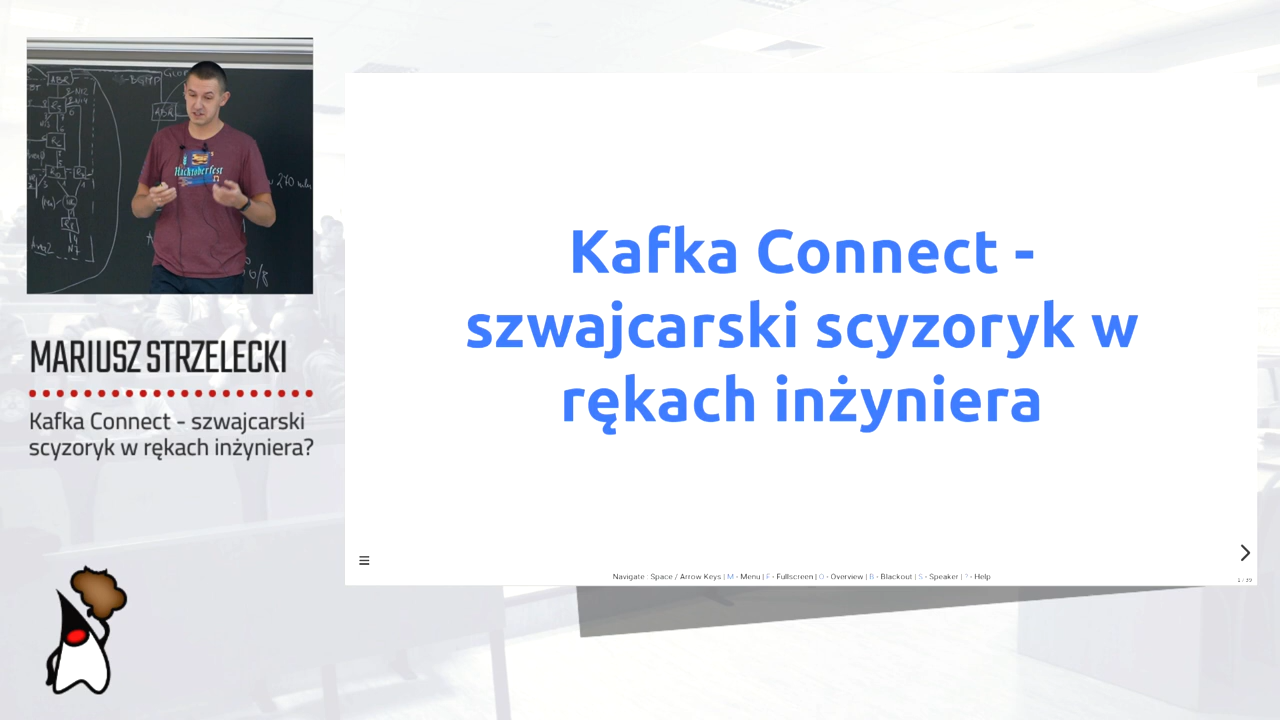 Hacktoberfest
MARIUSZ STRZELECKI
Kafka Connect - szwajcarski
scyzoryk w rękach inżyniera?
Kafka Connect -
szwajcarski scyzoryk w
rękach inżyniera
Navigate : Space / Arrow Keys | M - Menu | F - Fullscreen | O - Overview | B - Blackout | S - Speaker | ? - Help